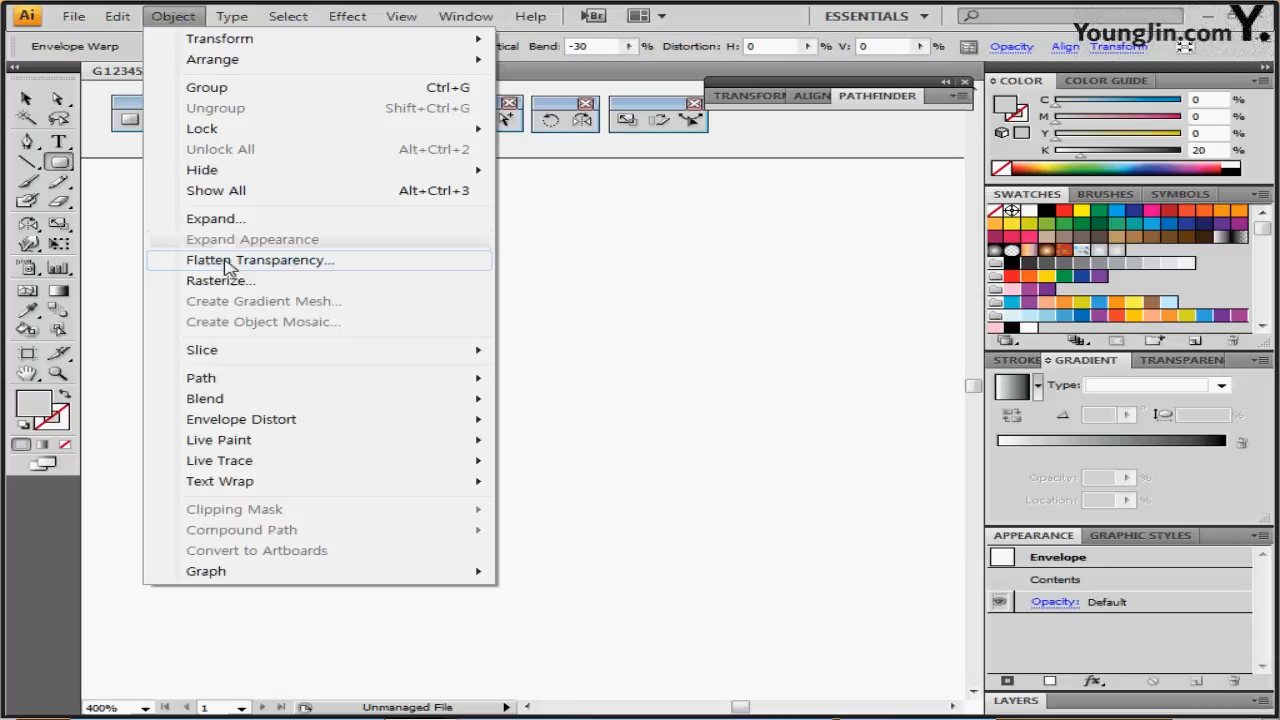 Ai File Edit Object Type Select Effect View Window Help Br ESSENTIALS
YoungJin.com Y.
Envelope Warp Bend: -30 % Distortion: H: 0 % V: 0 % Opacity Align Transform
G12345
Transform
Arrange
Group Ctrl+G
Ungroup Shift+Ctrl+G
Lock
Unlock All Alt+Ctrl+2
Hide
Show All Alt+Ctrl+3
Expand...
Expand Appearance
Flatten Transparency...
Rasterize...
Create Gradient Mesh...
Create Object Mosaic...
Slice
Path
Blend
Envelope Distort
Live Paint
Live Trace
Text Wrap
Clipping Mask
Compound Path
Convert to Artboards
Graph
TRANSFORM ALIGN PATHFINDER
COLOR COLOR GUIDE
C 0 %
M 0 %
Y 0 %
K 20 %
SWATCHES BRUSHES SYMBOLS
STROKE GRADIENT TRANSPAREN
Type:
%
Opacity: %
Location: %
APPEARANCE GRAPHIC STYLES
Envelope
Contents
Opacity: Default
fx
LAYERS
400% 1 Unmanaged File